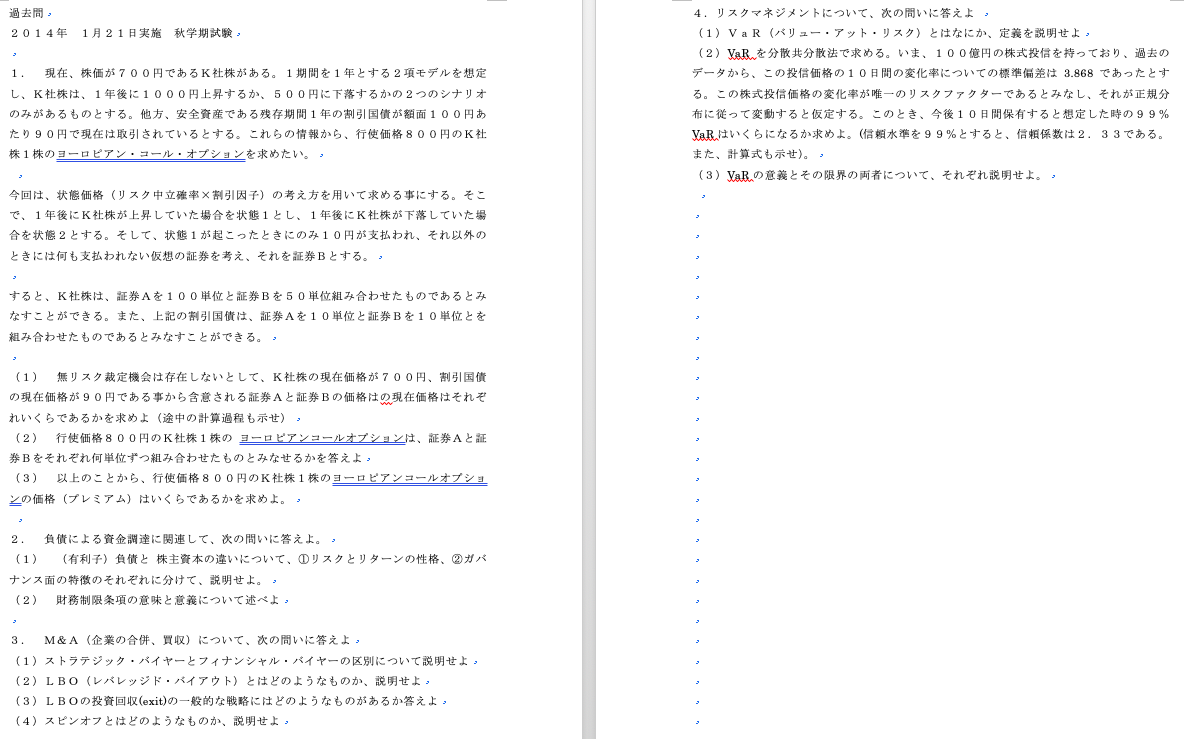 過去問
２０１４年　１月２１日実施　秋学期試験
１．　現在、株価が７００円であるＫ社株がある。１期間を１年とする２項モデルを想定
し、Ｋ社株は、１年後に１０００円上昇するか、５００円に下落するかの２つのシナリオ
のみがあるものとする。他方、安全資産である残存期間１年の割引国債が額面１００円あ
たり９０円で現在は取引されているとする。これらの情報から、行使価格８００円のＫ社
株１株のヨーロピアン・コール・オプションを求めたい。
今回は、状態価格（リスク中立確率×割引因子）の考え方を用いて求める事にする。そこ
で、１年後にＫ社株が上昇していた場合を状態１とし、１年後にＫ社株が下落していた場
合を状態２とする。そして、状態１が起こったときにのみ１０円が支払われ、それ以外の
ときには何も支払われない仮想の証券を考え、それを証券Ｂとする。
すると、Ｋ社株は、証券Ａを１００単位と証券Ｂを５０単位組み合わせたものであるとみ
なすことができる。また、上記の割引国債は、証券Ａを１０単位と証券Ｂを１０単位とを
組み合わせたものであるとみなすことができる。
（１）　無リスク裁定機会は存在しないとして、Ｋ社株の現在価格が７００円、割引国債
の現在価格が９０円である事から含意される証券Ａと証券Ｂの価格はの現在価格はそれぞ
れいくらであるかを求めよ（途中の計算過程も示せ）
（２）　行使価格８００円のＫ社株１株の ヨーロピアンコールオプションは、証券Ａと証
券Ｂをそれぞれ何単位ずつ組み合わせたものとみなせるかを答えよ
（３）　以上のことから、行使価格８００円のＫ社株１株のヨーロピアンコールオプショ
ンの価格（プレミアム）はいくらであるかを求めよ。
２．　負債による資金調達に関連して、次の問いに答えよ。
（１）　（有利子）負債と 株主資本の違いについて、①リスクとリターンの性格、②ガバ
ナンス面の特徴のそれぞれに分けて、説明せよ。
（２）　財務制限条項の意味と意義について述べよ
３．　Ｍ＆Ａ（企業の合併、買収）について、次の問いに答えよ
（１）ストラテジック・バイヤーとフィナンシャル・バイヤーの区別について説明せよ
（２）ＬＢＯ（レバレッジド・バイアウト）とはどのようなものか、説明せよ
（３）ＬＢＯの投資回収(exit)の一般的な戦略にはどのようなものがあるか答えよ
（４）スピンオフとはどのようなものか、説明せよ
４．リスクマネジメントについて、次の問いに答えよ
（１）ＶａＲ（バリュー・アット・リスク）とはなにか、定義を説明せよ
（２）VaR を分散共分散法で求める。いま、１００億円の株式投信を持っており、過去の
データから、この投信価格の１０日間の変化率についての標準偏差は 3.868 であったとす
る。この株式投信価格の変化率が唯一のリスクファクターであるとみなし、それが正規分
布に従って変動すると仮定する。このとき、今後１０日間保有すると想定した時の９９％
VaR はいくらになるか求めよ。(信頼水準を９９％とすると、信頼係数は２．３３である。
また、計算式も示せ）。
（３）VaR の意義とその限界の両者について、それぞれ説明せよ。